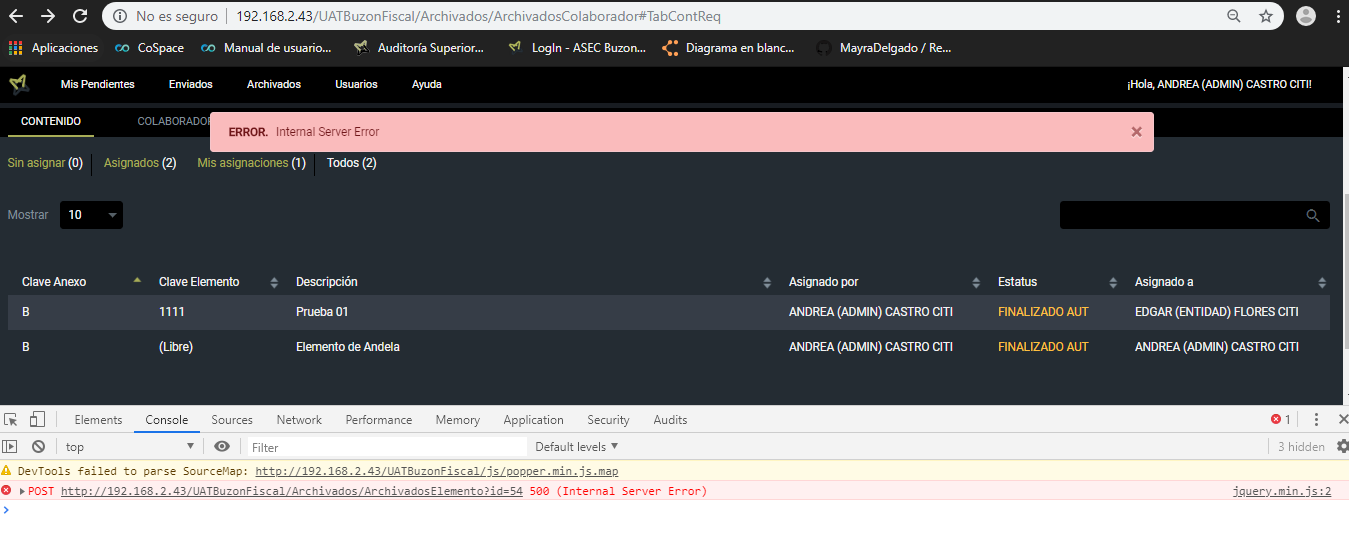 No es seguro 192.168.2.43/UATBuzonFiscal/Archivados/ArchivadosColaborador#TabContReq
Aplicaciones CoSpace Manual de usuario... Auditoría Superior... LogIn - ASEC Buzon... Diagrama en blanc... MayraDelgado / Re...
Mis Pendientes Enviados Archivados Usuarios Ayuda ¡Hola, ANDREA (ADMIN) CASTRO CITI!
CONTENIDO COLABORADOR
ERROR. Internal Server Error ×
Sin asignar (0) Asignados (2) Mis asignaciones (1) Todos (2)
Mostrar 10
Clave Anexo Clave Elemento Descripción Asignado por Estatus Asignado a
B 1111 Prueba 01 ANDREA (ADMIN) CASTRO CITI FINALIZADO AUT EDGAR (ENTIDAD) FLORES CITI
B (Libre) Elemento de Andela ANDREA (ADMIN) CASTRO CITI FINALIZADO AUT ANDREA (ADMIN) CASTRO CITI
Elements Console Sources Network Performance Memory Application Security Audits 1
top Filter Default levels 3 hidden
DevTools failed to parse SourceMap: http://192.168.2.43/UATBuzonFiscal/js/popper.min.js.map
POST http://192.168.2.43/UATBuzonFiscal/Archivados/ArchivadosElemento?id=54 500 (Internal Server Error) jquery.min.js:2